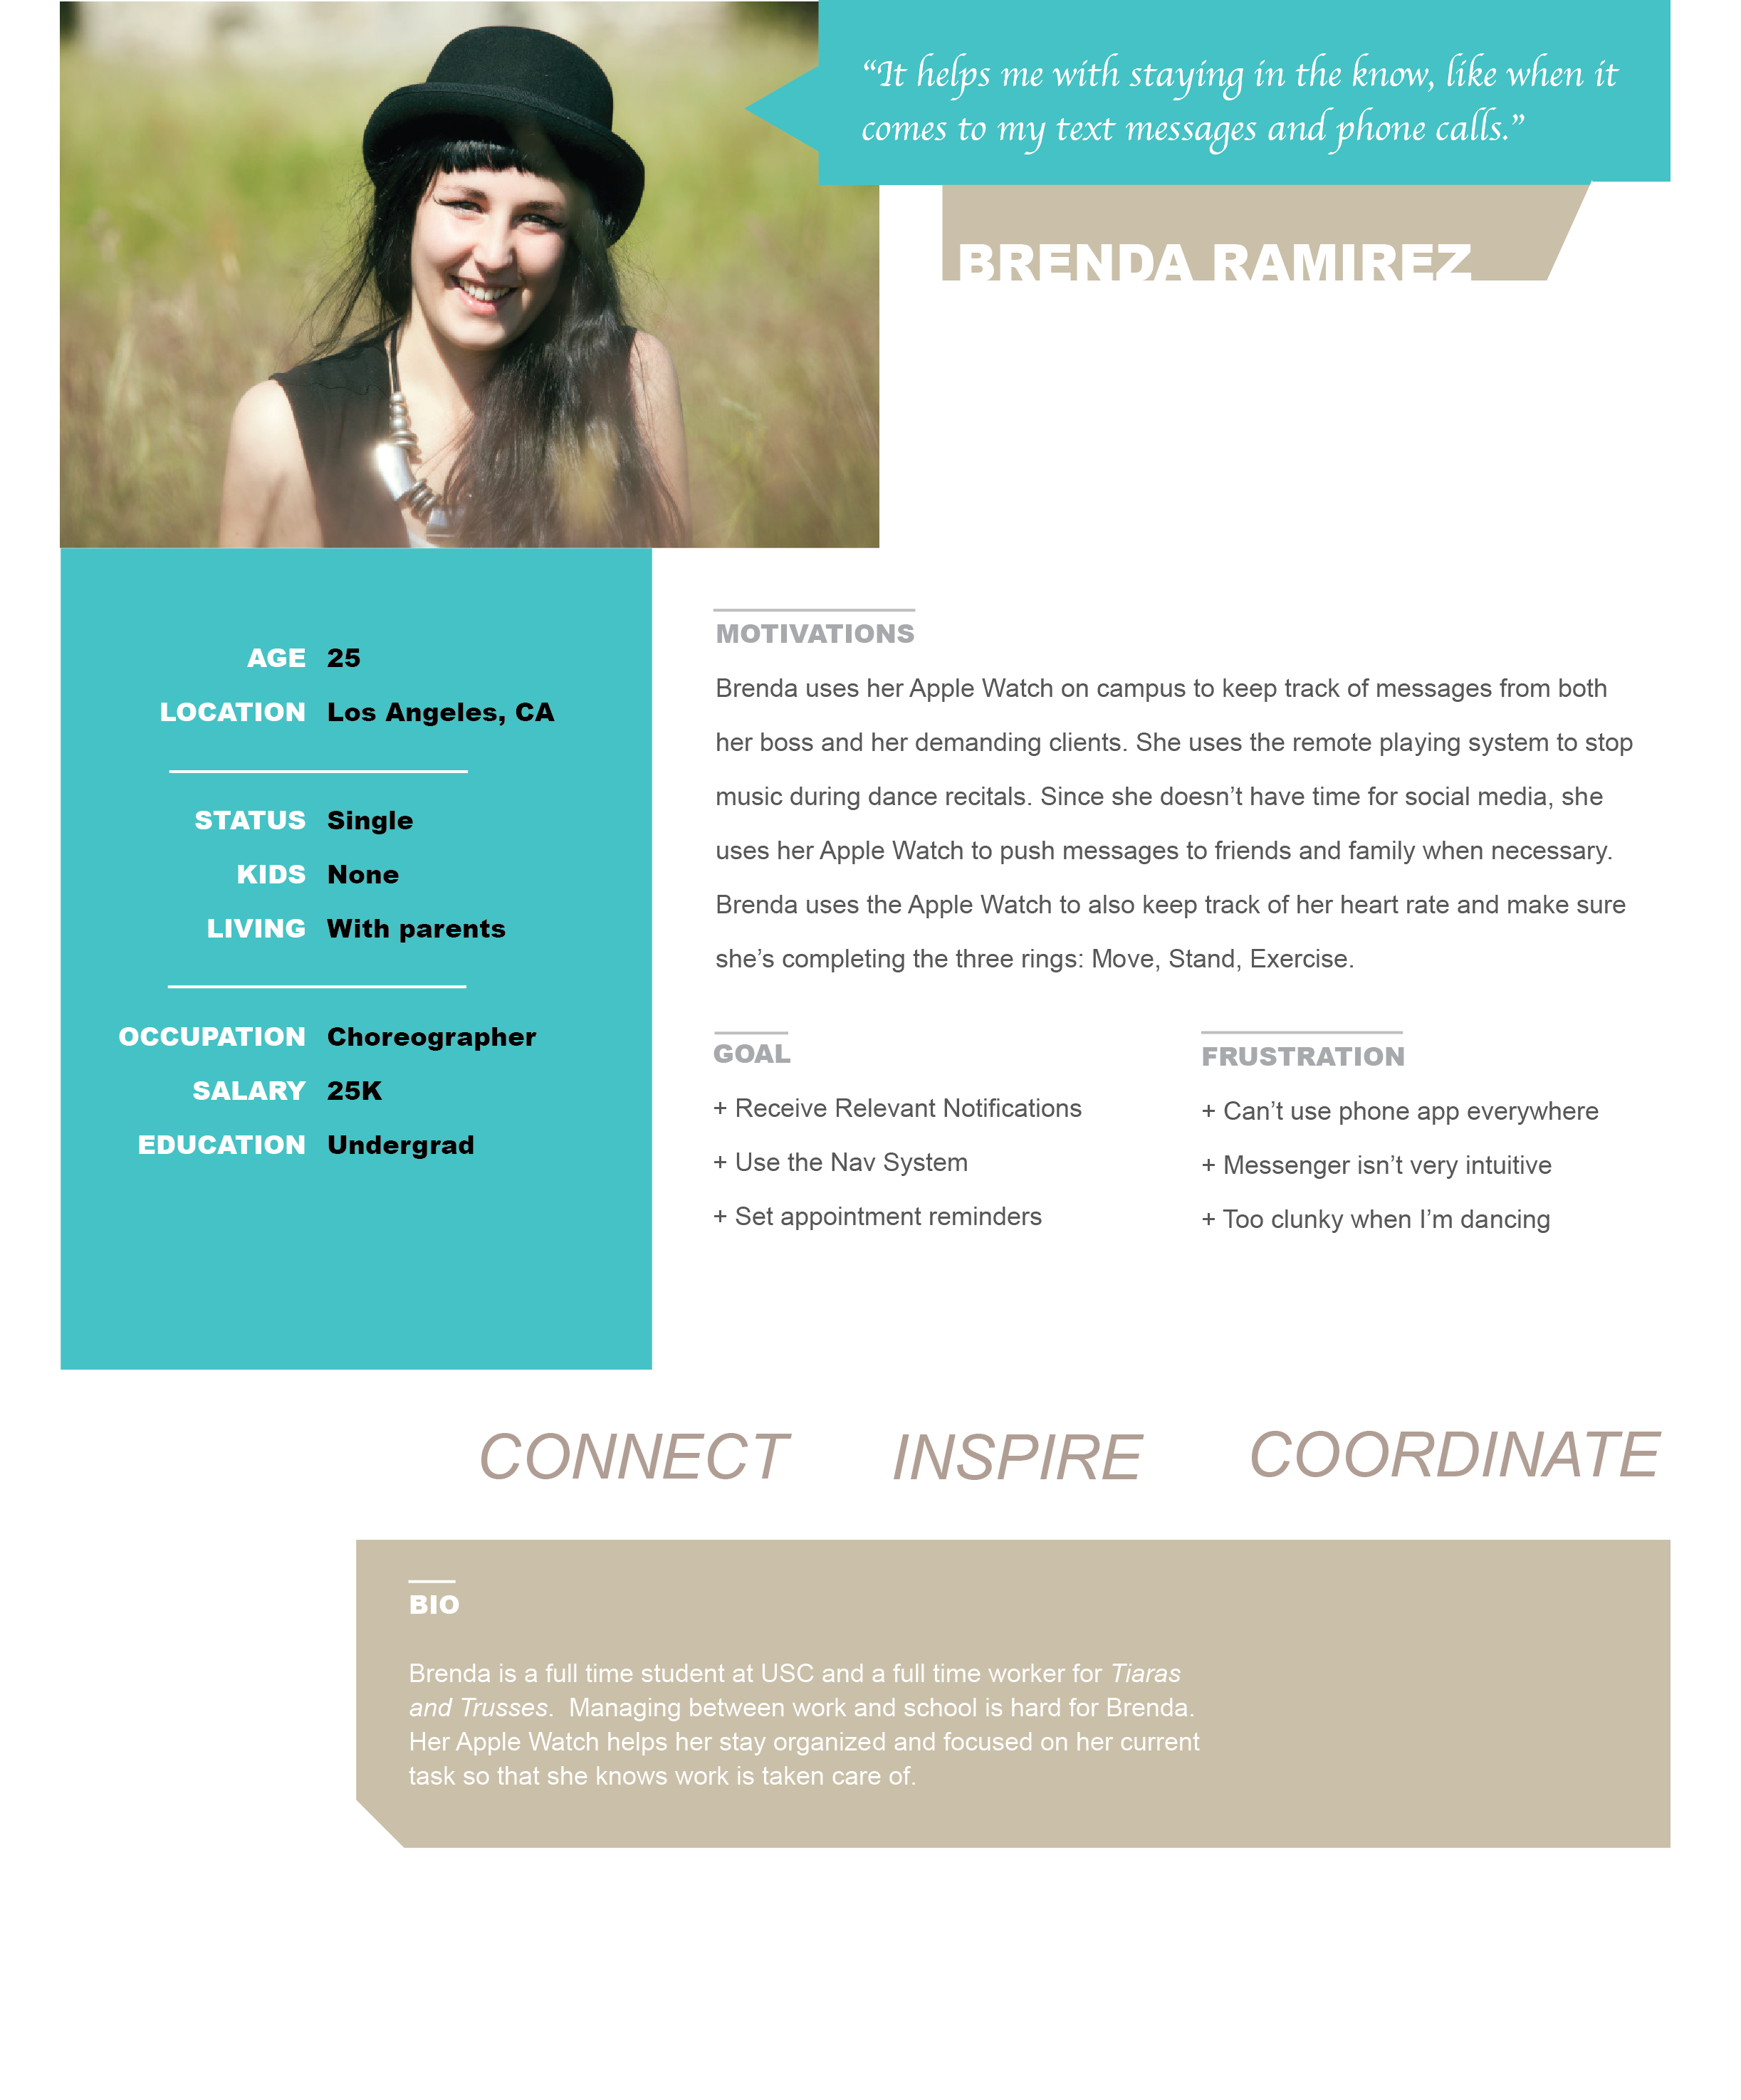 “It helps me with staying in the know, like when it
comes to my text messages and phone calls.”
BRENDA RAMIREZ
AGE 25
LOCATION Los Angeles, CA
STATUS Single
KIDS None
LIVING With parents
OCCUPATION Choreographer
SALARY 25K
EDUCATION Undergrad
MOTIVATIONS
Brenda uses her Apple Watch on campus to keep track of messages from both
her boss and her demanding clients. She uses the remote playing system to stop
music during dance recitals. Since she doesn’t have time for social media, she
uses her Apple Watch to push messages to friends and family when necessary.
Brenda uses the Apple Watch to also keep track of her heart rate and make sure
she’s completing the three rings: Move, Stand, Exercise.
GOAL
+ Receive Relevant Notifications
+ Use the Nav System
+ Set appointment reminders
FRUSTRATION
+ Can’t use phone app everywhere
+ Messenger isn’t very intuitive
+ Too clunky when I’m dancing
CONNECT INSPIRE COORDINATE
BIO
Brenda is a full time student at USC and a full time worker for Tiaras
and Trusses.  Managing between work and school is hard for Brenda.
Her Apple Watch helps her stay organized and focused on her current
task so that she knows work is taken care of.